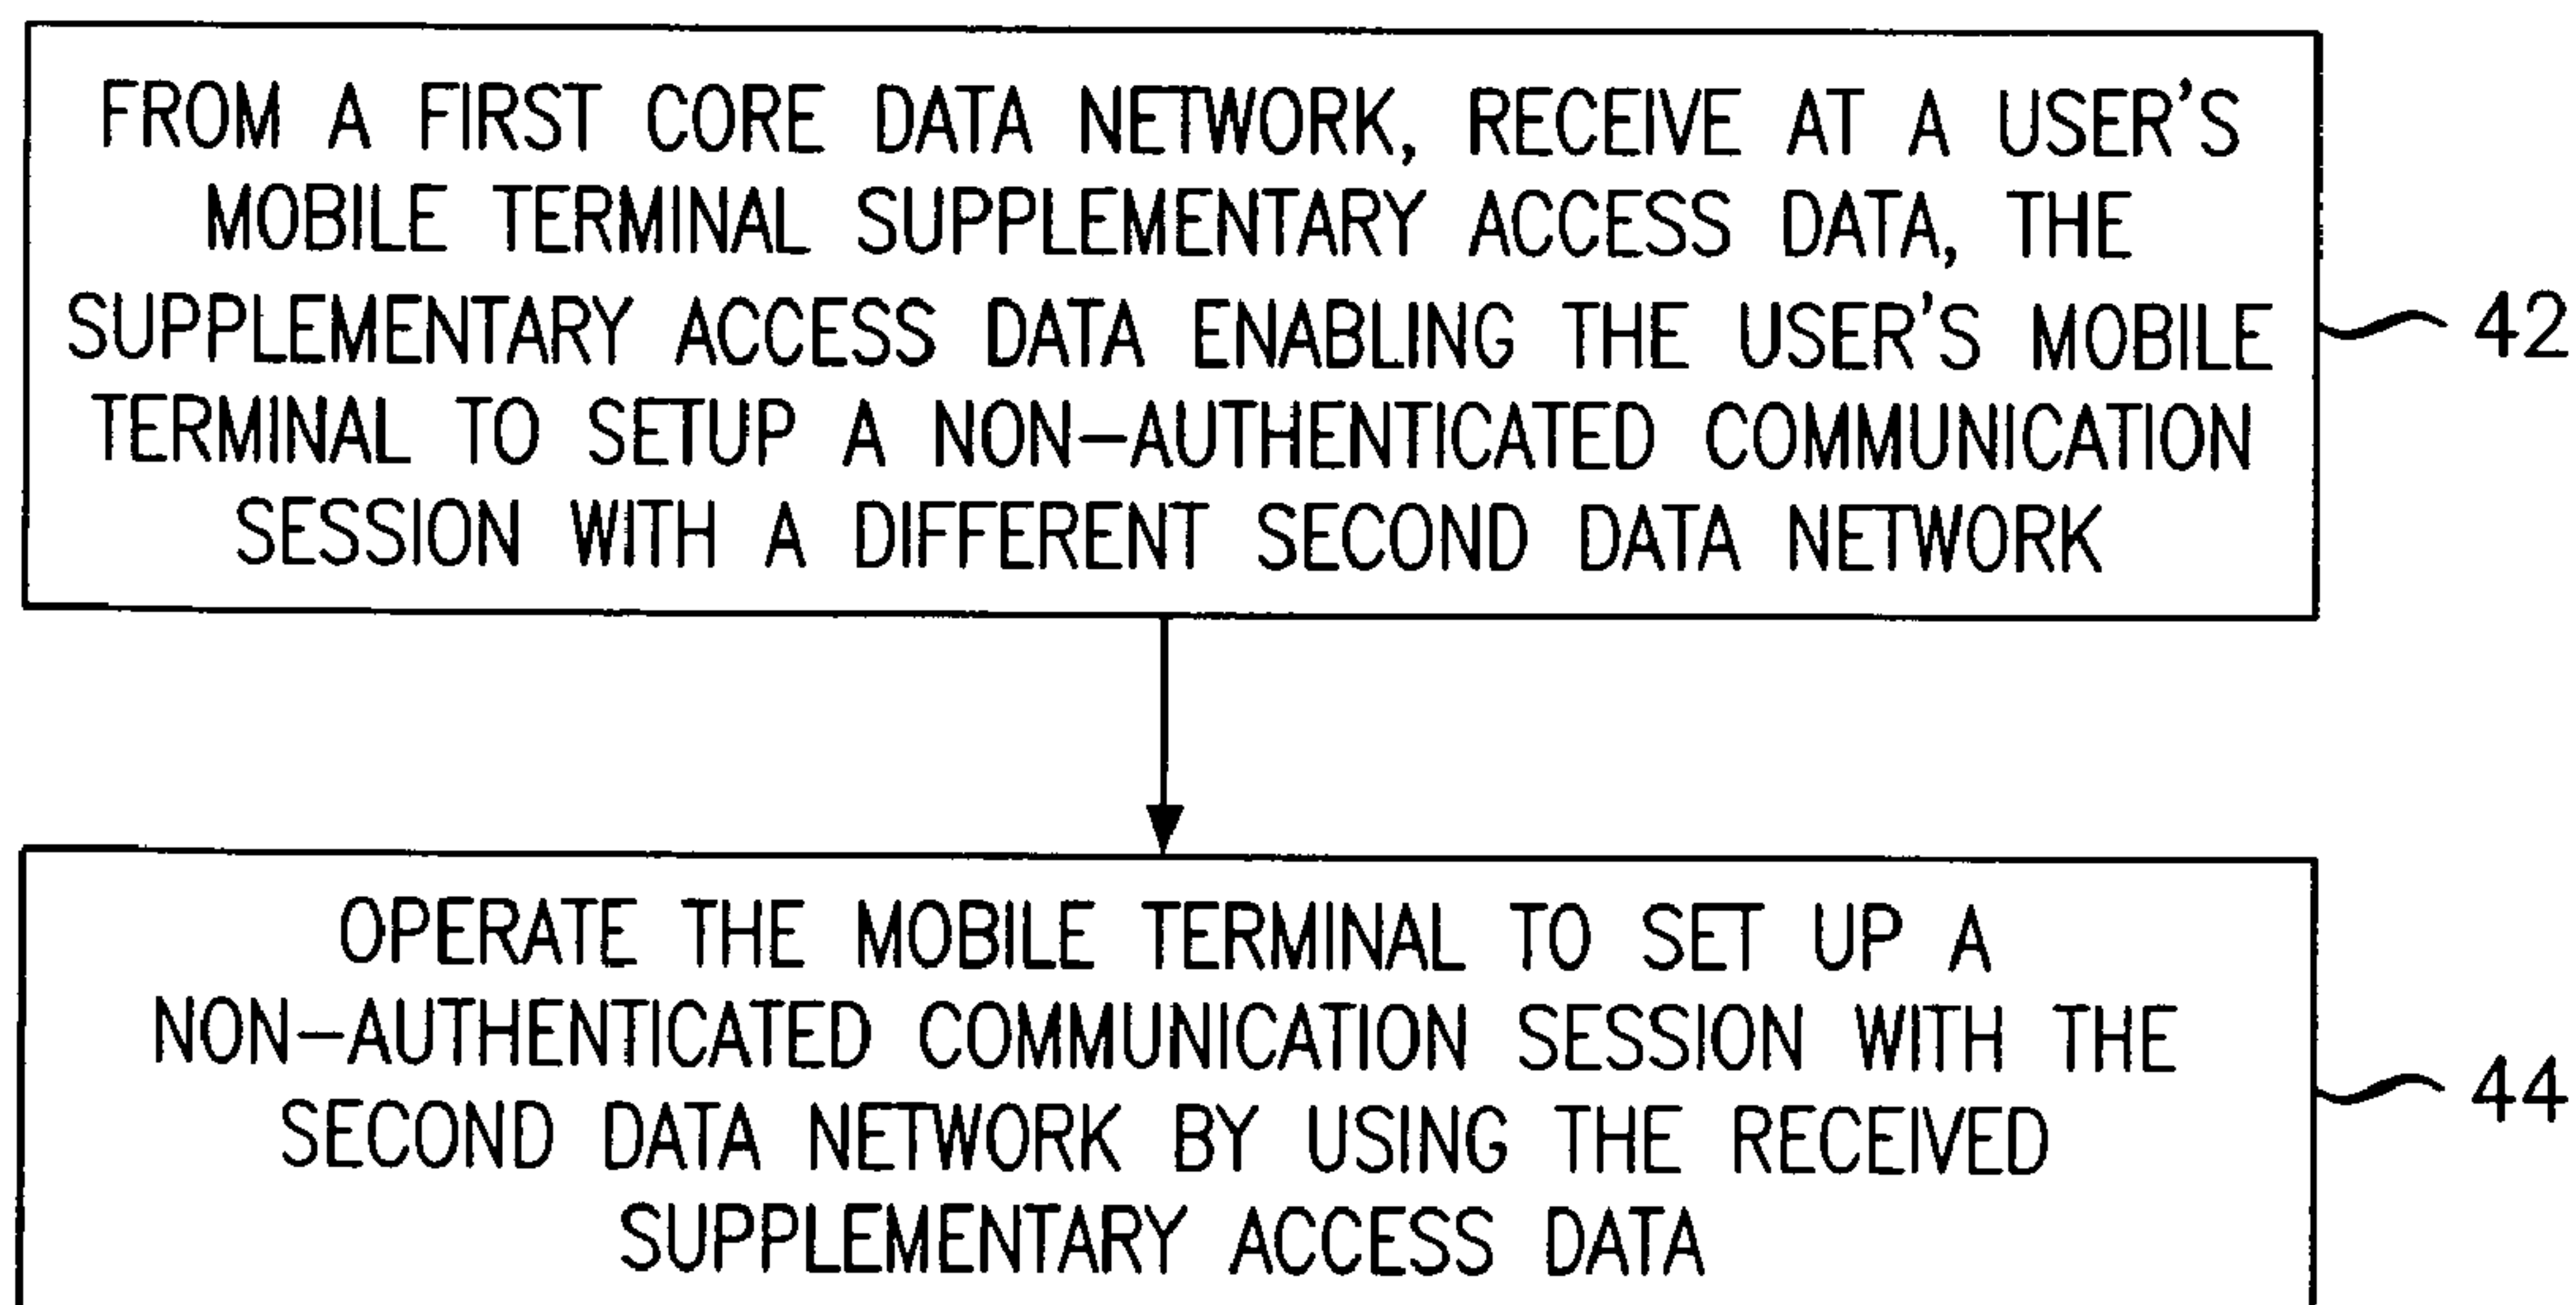 FROM A FIRST CORE DATA NETWORK, RECEIVE AT A USER'S
MOBILE TERMINAL SUPPLEMENTARY ACCESS DATA, THE
SUPPLEMENTARY ACCESS DATA ENABLING THE USER'S MOBILE
TERMINAL TO SETUP A NON-AUTHENTICATED COMMUNICATION
SESSION WITH A DIFFERENT SECOND DATA NETWORK
42
OPERATE THE MOBILE TERMINAL TO SET UP A
NON-AUTHENTICATED COMMUNICATION SESSION WITH THE
SECOND DATA NETWORK BY USING THE RECEIVED
SUPPLEMENTARY ACCESS DATA
44